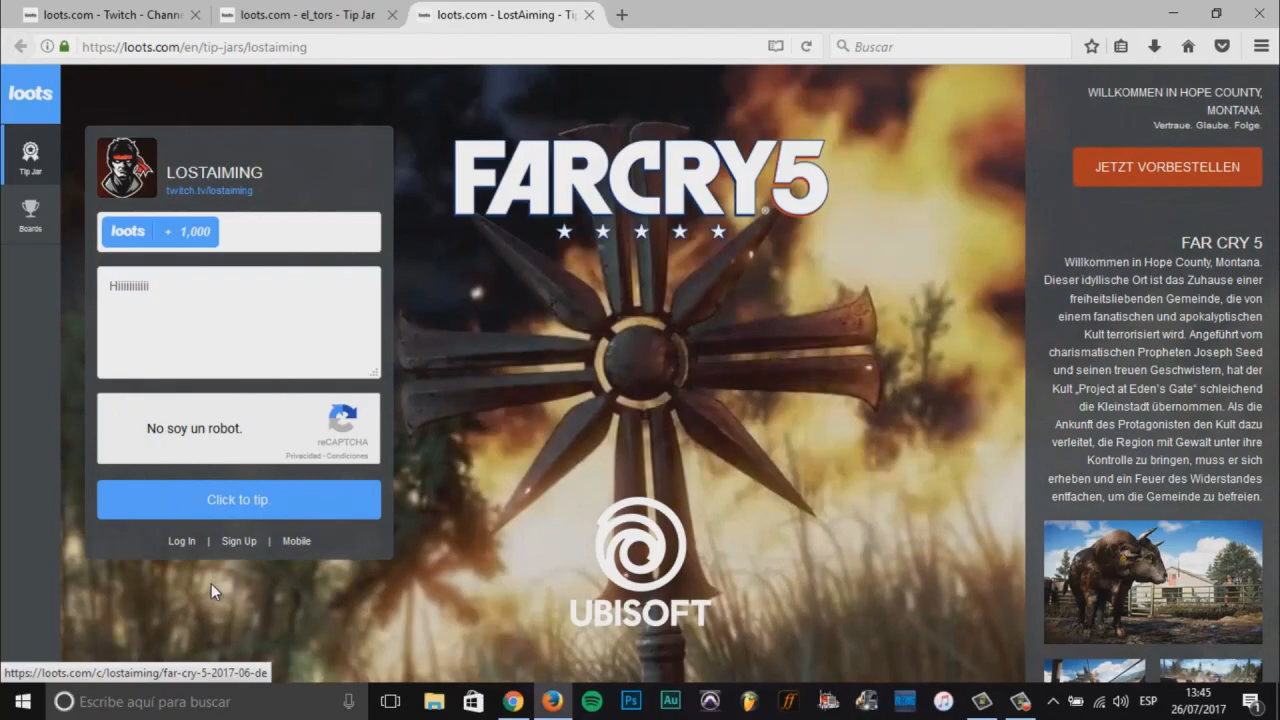 loots.com - Twitch - Chann
loots.com - el_tors - Tip Jar
loots.com - LostAiming - Ti
https://loots.com/en/tip-jars/lostaiming
Buscar
loots
Tip Jar
Boards
LOSTAIMING
twitch.tv/lostaiming
loots + 1,000
Hiiiiiiiiiiii
No soy un robot.
reCAPTCHA
Privacidad - Condiciones
Click to tip.
Log In | Sign Up | Mobile
FARCRY5
UBISOFT
WILLKOMMEN IN HOPE COUNTY,
MONTANA.
Vertraue. Glaube. Folge.
JETZT VORBESTELLEN
FAR CRY 5
Willkommen in Hope County, Montana.
Dieser idyllische Ort ist das Zuhause einer
freiheitsliebenden Gemeinde, die von
einem fanatischen und apokalyptischen
Kult terrorisiert wird. Angeführt vom
charismatischen Propheten Joseph Seed
und seinen treuen Geschwistern, hat der
Kult „Project at Eden's Gate" schleichend
die Kleinstadt übernommen. Als die
Ankunft des Protagonisten den Kult dazu
verleitet, die Region mit Gewalt unter ihre
Kontrolle zu bringen, muss er sich
erheben und ein Feuer des Widerstandes
entfachen, um die Gemeinde zu befreien.
https://loots.com/c/lostaiming/far-cry-5-2017-06-de
Escribe aquí para buscar
Ps
Au
ff
ESP
13:45
26/07/2017
1